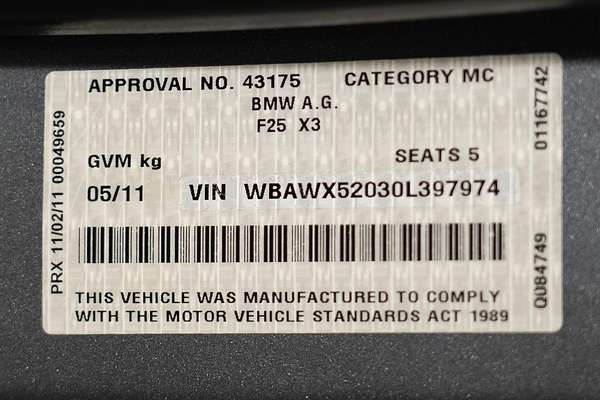 APPROVAL NO. 43175 CATEGORY MC
BMW A.G.
F25 X3
GVM kg SEATS 5
05/11 VIN WBAWX52030L397974
THIS VEHICLE WAS MANUFACTURED TO COMPLY
WITH THE MOTOR VEHICLE STANDARDS ACT 1989
PRX 11/02/11 00049659
01167742
QU84749